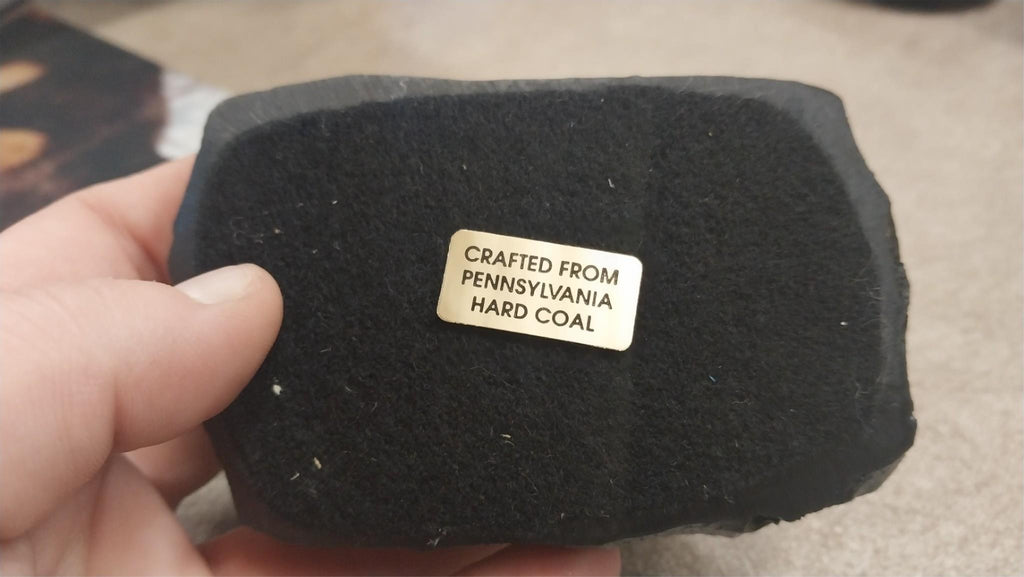 CRAFTED FROM
PENNSYLVANIA
HARD COAL